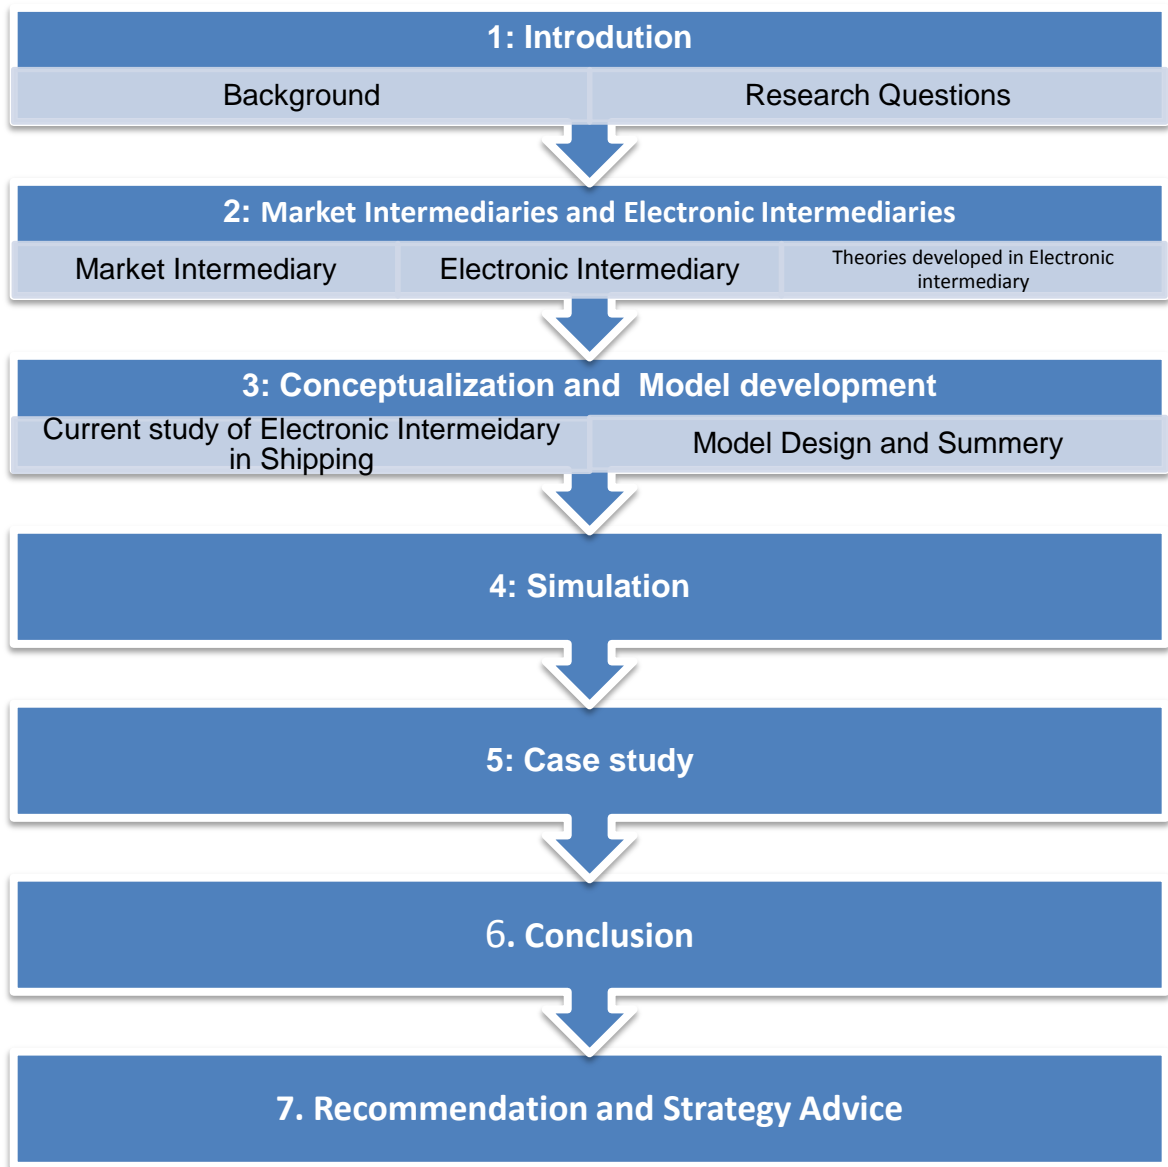 1: Introdution
Background
Research Questions
2: Market Intermediaries and Electronic Intermediaries
Market Intermediary
Electronic Intermediary
Theories developed in Electronic
intermediary
3: Conceptualization and  Model development
Current study of Electronic Intermeidary
in Shipping
Model Design and Summery
4: Simulation
5: Case study
6. Conclusion
7. Recommendation and Strategy Advice